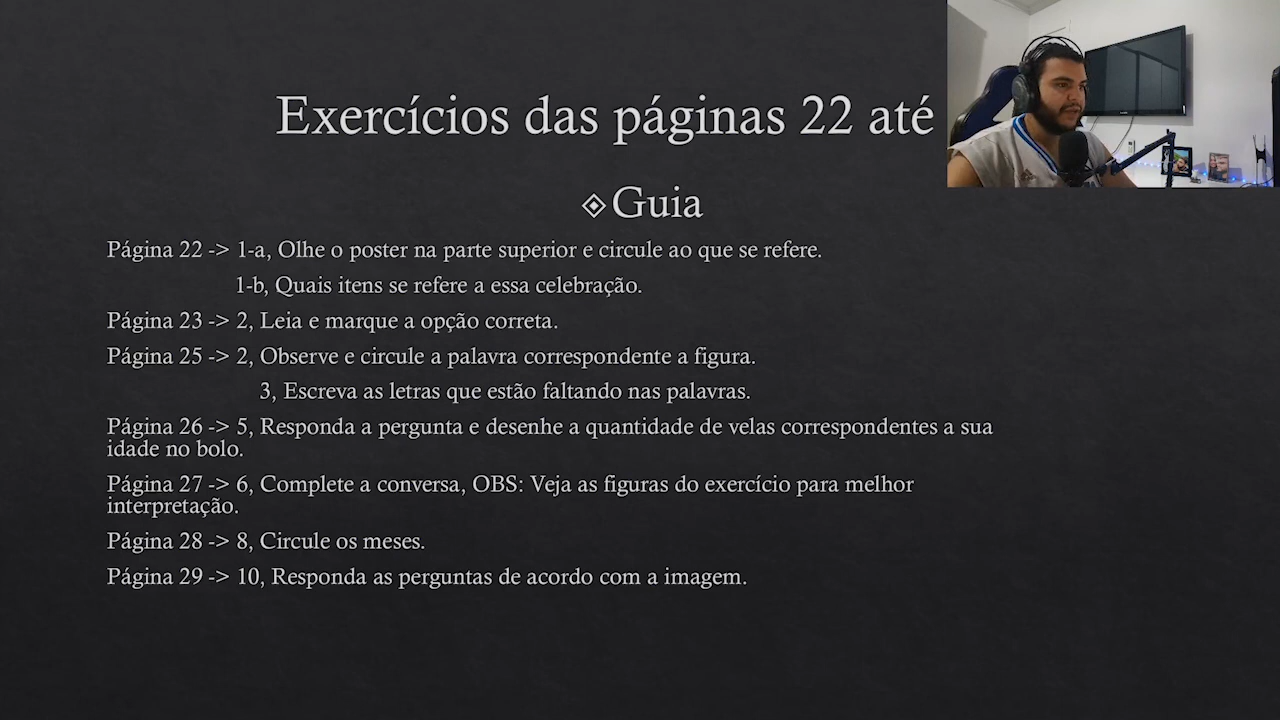 Exercícios das páginas 22 até
Guia
Página 22 -> 1-a, Olhe o poster na parte superior e circule ao que se refere.
1-b, Quais itens se refere a essa celebração.
Página 23 -> 2, Leia e marque a opção correta.
Página 25 -> 2, Observe e circule a palavra correspondente a figura.
3, Escreva as letras que estão faltando nas palavras.
Página 26 -> 5, Responda a pergunta e desenhe a quantidade de velas correspondentes a sua
idade no bolo.
Página 27 -> 6, Complete a conversa, OBS: Veja as figuras do exercício para melhor
interpretação.
Página 28 -> 8, Circule os meses.
Página 29 -> 10, Responda as perguntas de acordo com a imagem.